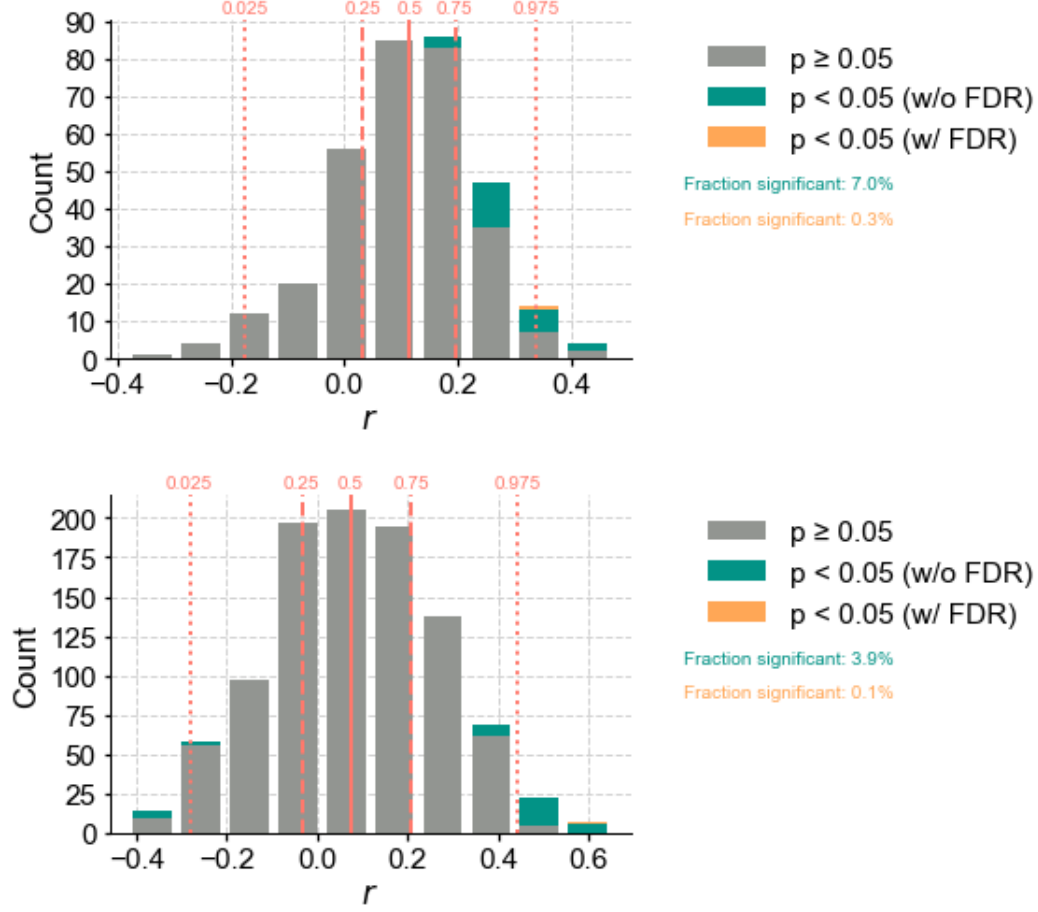 0.025 0.25 0.5 0.75 0.975
90
80
70
60
50
40
30
20
10
0
Count
−0.4 −0.2 0.0 0.2 0.4
r
p ≥ 0.05
p < 0.05 (w/o FDR)
p < 0.05 (w/ FDR)
Fraction significant: 7.0%
Fraction significant: 0.3%
0.025 0.25 0.5 0.75 0.975
200
175
150
125
100
75
50
25
0
Count
−0.4 −0.2 0.0 0.2 0.4 0.6
r
p ≥ 0.05
p < 0.05 (w/o FDR)
p < 0.05 (w/ FDR)
Fraction significant: 3.9%
Fraction significant: 0.1%